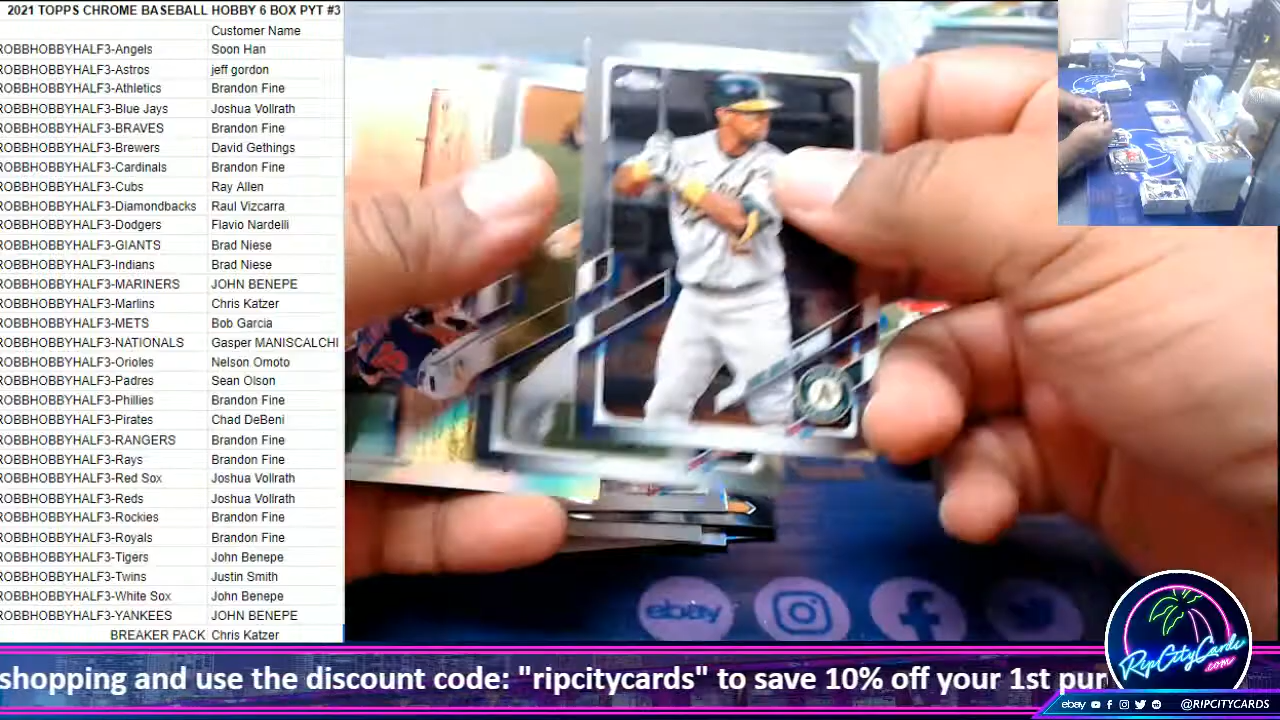 2021 TOPPS CHROME BASEBALL HOBBY 6 BOX PYT #3
Customer Name
ROBBHOBBYHALF3-Angels Soon Han
ROBBHOBBYHALF3-Astros jeff gordon
ROBBHOBBYHALF3-Athletics Brandon Fine
ROBBHOBBYHALF3-Blue Jays Joshua Vollrath
ROBBHOBBYHALF3-BRAVES Brandon Fine
ROBBHOBBYHALF3-Brewers David Gethings
ROBBHOBBYHALF3-Cardinals Brandon Fine
ROBBHOBBYHALF3-Cubs Ray Allen
ROBBHOBBYHALF3-Diamondbacks Raul Vizcarra
ROBBHOBBYHALF3-Dodgers Flavio Nardelli
ROBBHOBBYHALF3-GIANTS Brad Niese
ROBBHOBBYHALF3-Indians Brad Niese
ROBBHOBBYHALF3-MARINERS JOHN BENEPE
ROBBHOBBYHALF3-Marlins Chris Katzer
ROBBHOBBYHALF3-METS Bob Garcia
ROBBHOBBYHALF3-NATIONALS Gasper MANISCALCHI
ROBBHOBBYHALF3-Orioles Nelson Omoto
ROBBHOBBYHALF3-Padres Sean Olson
ROBBHOBBYHALF3-Phillies Brandon Fine
ROBBHOBBYHALF3-Pirates Chad DeBeni
ROBBHOBBYHALF3-RANGERS Brandon Fine
ROBBHOBBYHALF3-Rays Brandon Fine
ROBBHOBBYHALF3-Red Sox Joshua Vollrath
ROBBHOBBYHALF3-Reds Joshua Vollrath
ROBBHOBBYHALF3-Rockies Brandon Fine
ROBBHOBBYHALF3-Royals Brandon Fine
ROBBHOBBYHALF3-Tigers John Benepe
ROBBHOBBYHALF3-Twins Justin Smith
ROBBHOBBYHALF3-White Sox John Benepe
ROBBHOBBYHALF3-YANKEES JOHN BENEPE
BREAKER PACK Chris Katzer
Chrome
A
ebay
shopping and use the discount code: "ripcitycards" to save 10% off your 1st pur
RipCityCards
.com
ebay @RIPCITYCARDS